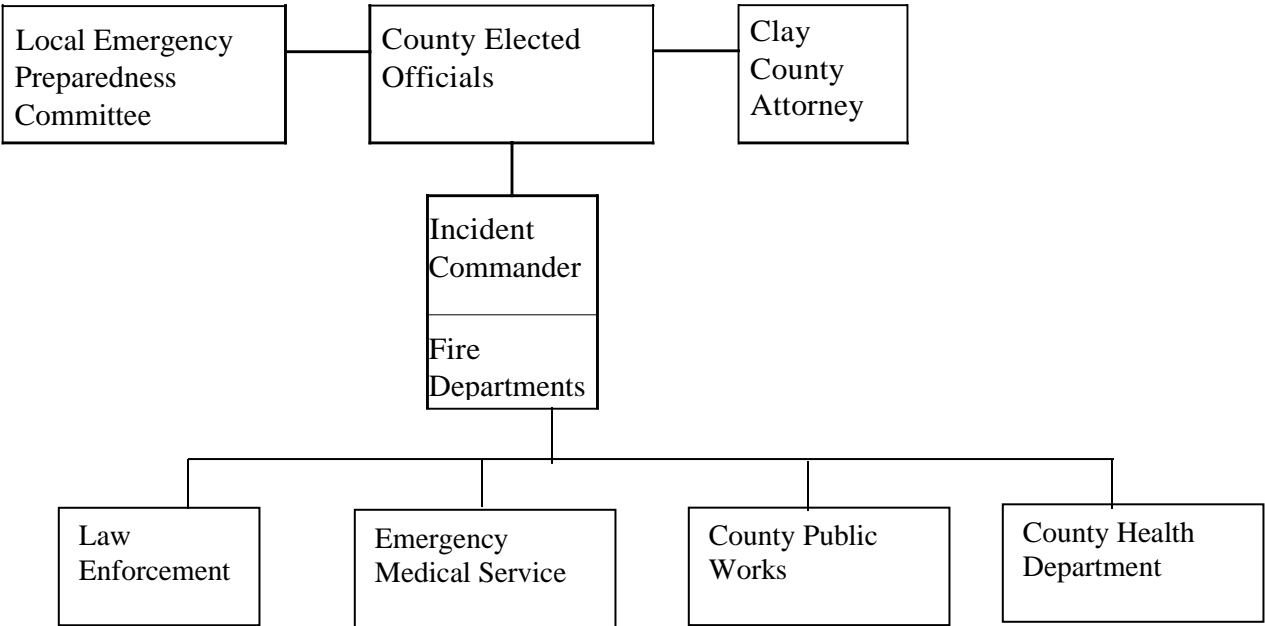 Local Emergency
Preparedness
Committee
County Elected
Officials
Clay
County
Attorney
Incident
Commander
Fire
Departments
Law
Enforcement
Emergency
Medical Service
County Public
Works
County Health
Department